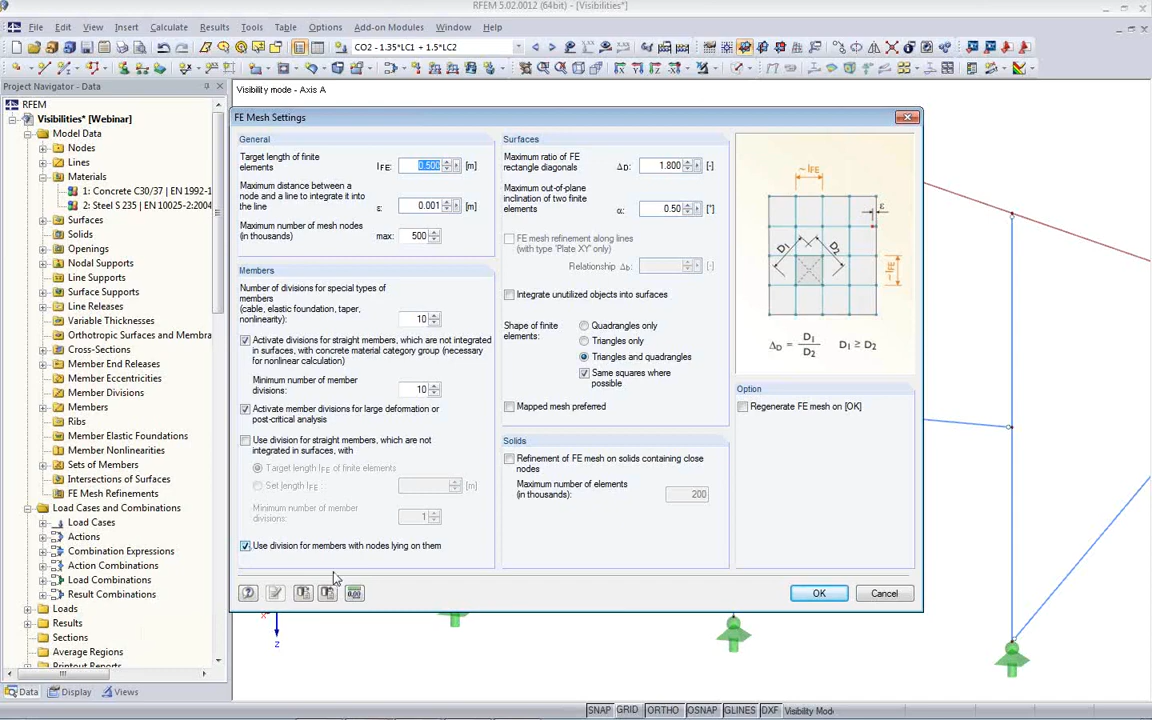 RFEM 5.02.0012 (64bit) - [Visibilities*]
File Edit View Insert Calculate Results Tools Table Options Add-on Modules Window Help
CO2 - 1.35*LC1 + 1.5*LC2
Project Navigator - Data
Visibility mode - Axis A
RFEM
Visibilities* [Webinar]
Model Data
Nodes
Lines
Materials
1: Concrete C30/37 | EN 1992-1
2: Steel S 235 | EN 10025-2:2004
Surfaces
Solids
Openings
Nodal Supports
Line Supports
Surface Supports
Line Releases
Variable Thicknesses
Orthotropic Surfaces and Membra
Cross-Sections
Member End Releases
Member Eccentricities
Member Divisions
Members
Ribs
Member Elastic Foundations
Member Nonlinearities
Sets of Members
Intersections of Surfaces
FE Mesh Refinements
Load Cases and Combinations
Load Cases
Actions
Combination Expressions
Action Combinations
Load Combinations
Result Combinations
Loads
Results
Sections
Average Regions
Printout Reports
Data Display Views
FE Mesh Settings
General
Target length of finite
elements
lFE: 0.500 [m]
Maximum distance between a
node and a line to integrate it into
the line
ε: 0.001 [m]
Maximum number of mesh nodes
(in thousands)
max: 500
Members
Number of divisions for special types of
members
(cable, elastic foundation, taper,
nonlinearity):
10
Activate divisions for straight members, which are not integrated
in surfaces, with concrete material category group (necessary
for nonlinear calculation)
Minimum number of member
divisions:
10
Activate member divisions for large deformation or
post-critical analysis
Use division for straight members, which are not
integrated in surfaces, with
Target length lFE of finite elements
Set length lFE: [m]
Minimum number of member
divisions:
1
Use division for members with nodes lying on them
Surfaces
Maximum ratio of FE
rectangle diagonals
ΔD: 1.800 [-]
Maximum out-of-plane
inclination of two finite
elements
α: 0.50 [°]
FE mesh refinement along lines
(with type 'Plate XY' only)
Relationship Δb: [-]
Integrate unutilized objects into surfaces
Shape of finite
elements:
Quadrangles only
Triangles only
Triangles and quadrangles
Same squares where
possible
Mapped mesh preferred
Solids
Refinement of FE mesh on solids containing close
nodes
Maximum number of elements
(in thousands):
200
~ lFE
ε
D1
D2
~ lFE
ΔD = D1 / D2 D1 ≥ D2
Option
Regenerate FE mesh on [OK]
0.00
OK
Cancel
x
z
SNAP GRID ORTHO OSNAP GLINES DXF Visibility Mode